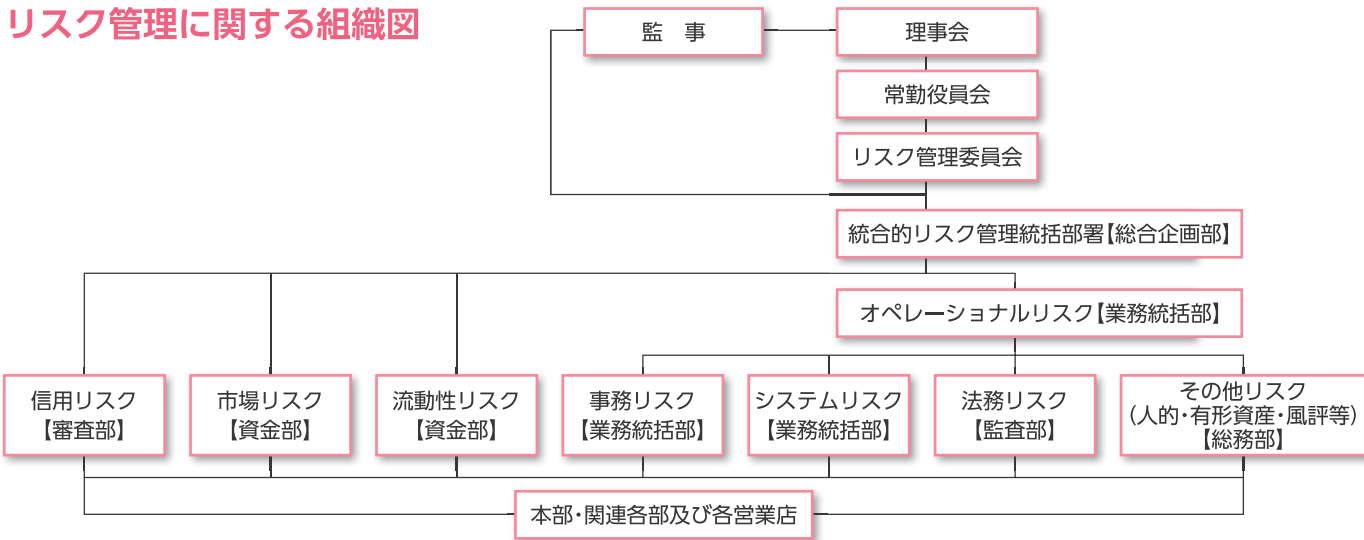 リスク管理に関する組織図
監　事
理事会
常勤役員会
リスク管理委員会
統合的リスク管理統括部署【総合企画部】
オペレーショナルリスク【業務統括部】
信用リスク
【審査部】
市場リスク
【資金部】
流動性リスク
【資金部】
事務リスク
【業務統括部】
システムリスク
【業務統括部】
法務リスク
【監査部】
その他リスク
（人的・有形資産・風評等）
【総務部】
本部・関連各部及び各営業店